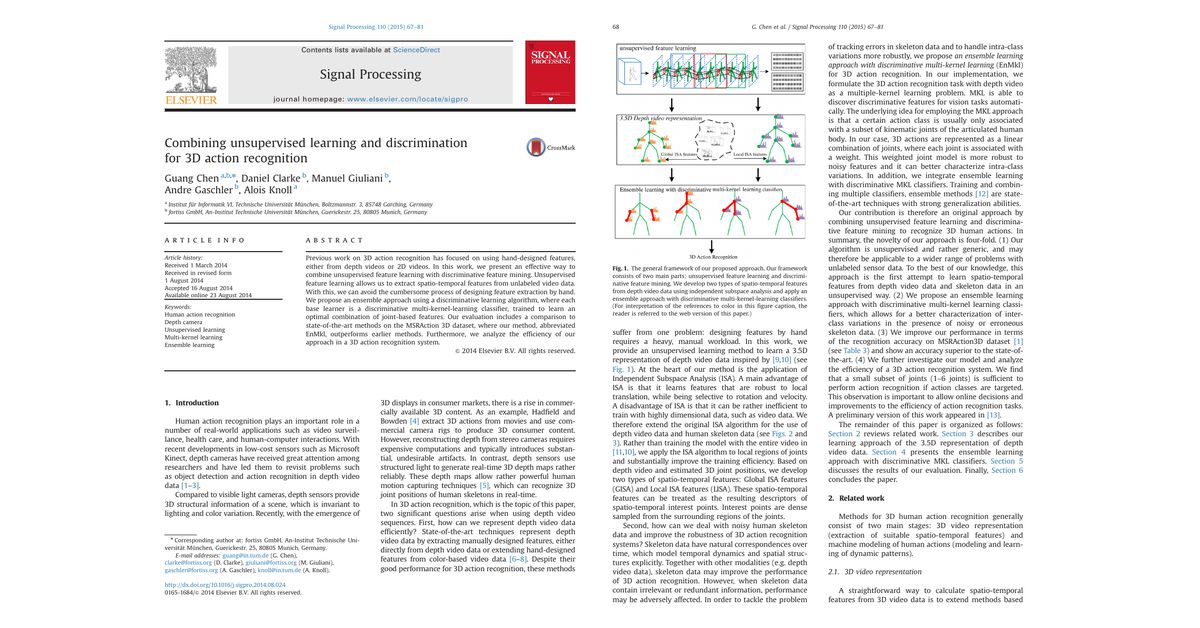 Signal Processing 110 (2015) 67–81
Contents lists available at ScienceDirect
Signal Processing
journal homepage: www.elsevier.com/locate/sigpro
ELSEVIER
SIGNAL
PROCESSING
Combining unsupervised learning and discrimination
for 3D action recognition
CrossMark
Guang Chen a,b,*, Daniel Clarke b, Manuel Giuliani b,
Andre Gaschler b, Alois Knoll a
a Institut für Informatik VI, Technische Universität München, Boltzmannstr. 3, 85748 Garching, Germany
b fortiss GmbH, An-Institut Technische Universität München, Guerickestr. 25, 80805 Munich, Germany
ARTICLE INFO
Article history:
Received 1 March 2014
Received in revised form
1 August 2014
Accepted 16 August 2014
Available online 23 August 2014
Keywords:
Human action recognition
Depth camera
Unsupervised learning
Multi-kernel learning
Ensemble learning
ABSTRACT
Previous work on 3D action recognition has focused on using hand-designed features,
either from depth videos or 2D videos. In this work, we present an effective way to
combine unsupervised feature learning with discriminative feature mining. Unsupervised
feature learning allows us to extract spatio-temporal features from unlabeled video data.
With this, we can avoid the cumbersome process of designing feature extraction by hand.
We propose an ensemble approach using a discriminative learning algorithm, where each
base learner is a discriminative multi-kernel-learning classifier, trained to learn an
optimal combination of joint-based features. Our evaluation includes a comparison to
state-of-the-art methods on the MSRAction 3D dataset, where our method, abbreviated
EnMkl, outperforms earlier methods. Furthermore, we analyze the efficiency of our
approach in a 3D action recognition system.
© 2014 Elsevier B.V. All rights reserved.
1. Introduction
Human action recognition plays an important role in a
number of real-world applications such as video surveil-
lance, health care, and human-computer interactions. With
recent developments in low-cost sensors such as Microsoft
Kinect, depth cameras have received great attention among
researchers and have led them to revisit problems such
as object detection and action recognition in depth video
data [1–3].
Compared to visible light cameras, depth sensors provide
3D structural information of a scene, which is invariant to
lighting and color variation. Recently, with the emergence of
* Corresponding author at: fortiss GmbH, An-Institut Technische Uni-
versität München, Guerickestr. 25, 80805 Munich, Germany.
E-mail addresses: guang@in.tum.de (G. Chen),
clarke@fortiss.org (D. Clarke), giuliani@fortiss.org (M. Giuliani),
gaschler@fortiss.org (A. Gaschler), knoll@in.tum.de (A. Knoll).
http://dx.doi.org/10.1016/j.sigpro.2014.08.024
0165-1684/© 2014 Elsevier B.V. All rights reserved.
3D displays in consumer markets, there is a rise in commer-
cially available 3D content. As an example, Hadfield and
Bowden [4] extract 3D actions from movies and use com-
mercial camera rigs to produce 3D consumer content.
However, reconstructing depth from stereo cameras requires
expensive computations and typically introduces substan-
tial, undesirable artifacts. In contrast, depth sensors use
structured light to generate real-time 3D depth maps rather
reliably. These depth maps allow rather powerful human
motion capturing techniques [5], which can recognize 3D
joint positions of human skeletons in real-time.
In 3D action recognition, which is the topic of this paper,
two significant questions arise when using depth video
sequences. First, how can we represent depth video data
efficiently? State-of-the-art techniques represent depth
video data by extracting manually designed features, either
directly from depth video data or extending hand-designed
features from color-based video data [6–8]. Despite their
good performance for 3D action recognition, these methods
68
G. Chen et al. / Signal Processing 110 (2015) 67–81
unsupervised feature learning
3.5D Depth video representation
Global ISA features
Local ISA features
Ensemble learning with discriminative multi-kernel learning classifiers
3D Action Recognition
Fig. 1. The general framework of our proposed approach. Our framework
consists of two main parts: unsupervised feature learning and discrimi-
native feature mining. We develop two types of spatio-temporal features
from depth video data using independent subspace analysis and apply an
ensemble approach with discriminative multi-kernel-learning classifiers.
(For interpretation of the references to color in this figure caption, the
reader is referred to the web version of this paper.)
suffer from one problem: designing features by hand
requires a heavy, manual workload. In this work, we
provide an unsupervised method to learn a 3.5D
representation of depth video inspired by [9,10] (see
Fig. 1). At the heart of our method is the application of
Independent Subspace Analysis (ISA). A main advantage of
ISA is that it learns features that are robust to local
translation, while being selective to rotation and velocity.
A disadvantage of ISA is that it can be rather inefficient to
train with highly dimensional data, such as video data. We
therefore extend the original ISA algorithm for the use of
depth video data and human skeleton data (see Figs. 2 and
3). Rather than training the model with the entire video in
[11,10], we apply the ISA algorithm to local regions of joints
and substantially improve the training efficiency. Based on
depth video and estimated 3D joint positions, we develop
two types of spatio-temporal features: Global ISA features
(GISA) and Local ISA features (LISA). These spatio-temporal
features can be treated as the resulting descriptors of
spatio-temporal interest points. Interest points are dense
sampled from the surrounding regions of the joints.
Second, how can we deal with noisy human skeleton
data and improve the robustness of 3D action recognition
systems? Skeleton data have natural correspondences over
time, which model temporal dynamics and spatial struc-
tures explicitly. Together with other modalities (e.g. depth
video data), skeleton data may improve the performance
of 3D action recognition. However, when skeleton data
contain irrelevant or redundant information, performance
may be adversely affected. In order to tackle the problem
of tracking errors in skeleton data and to handle intra-class
variations more robustly, we propose an ensemble learning
approach with discriminative multi-kernel learning (EnMkl)
for 3D action recognition. In our implementation, we
formulate the 3D action recognition task with depth video
as a multiple-kernel learning problem. MKL is able to
discover discriminative features for vision tasks automati-
cally. The underlying idea for employing the MKL approach
is that a certain action class is usually only associated
with a subset of kinematic joints of the articulated human
body. In our case, 3D actions are represented as a linear
combination of joints, where each joint is associated with
a weight. This weighted joint model is more robust to
noisy features and it can better characterize intra-class
variations. In addition, we integrate ensemble learning
with discriminative MKL classifiers. Training and combin-
ing multiple classifiers, ensemble methods [12] are state-
of-the-art techniques with strong generalization abilities.
Our contribution is therefore an original approach by
combining unsupervised feature learning and discrimina-
tive feature mining to recognize 3D human actions. In
summary, the novelty of our approach is four-fold. (1) Our
algorithm is unsupervised and rather generic, and may
therefore be applicable to a wider range of problems with
unlabeled sensor data. To the best of our knowledge, this
approach is the first attempt to learn spatio-temporal
features from depth video data and skeleton data in an
unsupervised way. (2) We propose an ensemble learning
approach with discriminative multi-kernel learning classi-
fiers, which allows for a better characterization of inter-
class variations in the presence of noisy or erroneous
skeleton data. (3) We improve our performance in terms
of the recognition accuracy on MSRAction3D dataset [1]
(see Table 3) and show an accuracy superior to the state-of-
the-art. (4) We further investigate our model and analyze
the efficiency of a 3D action recognition system. We find
that a small subset of joints (1–6 joints) is sufficient to
perform action recognition if action classes are targeted.
This observation is important to allow online decisions and
improvements to the efficiency of action recognition tasks.
A preliminary version of this work appeared in [13].
The remainder of this paper is organized as follows:
Section 2 reviews related work. Section 3 describes our
learning approach of the 3.5D representation of depth
video data. Section 4 presents the ensemble learning
approach with discriminative MKL classifiers. Section 5
discusses the results of our evaluation. Finally, Section 6
concludes the paper.
2. Related work
Methods for 3D human action recognition generally
consist of two main stages: 3D video representation
(extraction of suitable spatio-temporal features) and
machine modeling of human actions (modeling and learn-
ing of dynamic patterns).
2.1. 3D video representation
A straightforward way to calculate spatio-temporal
features from 3D video data is to extend methods based